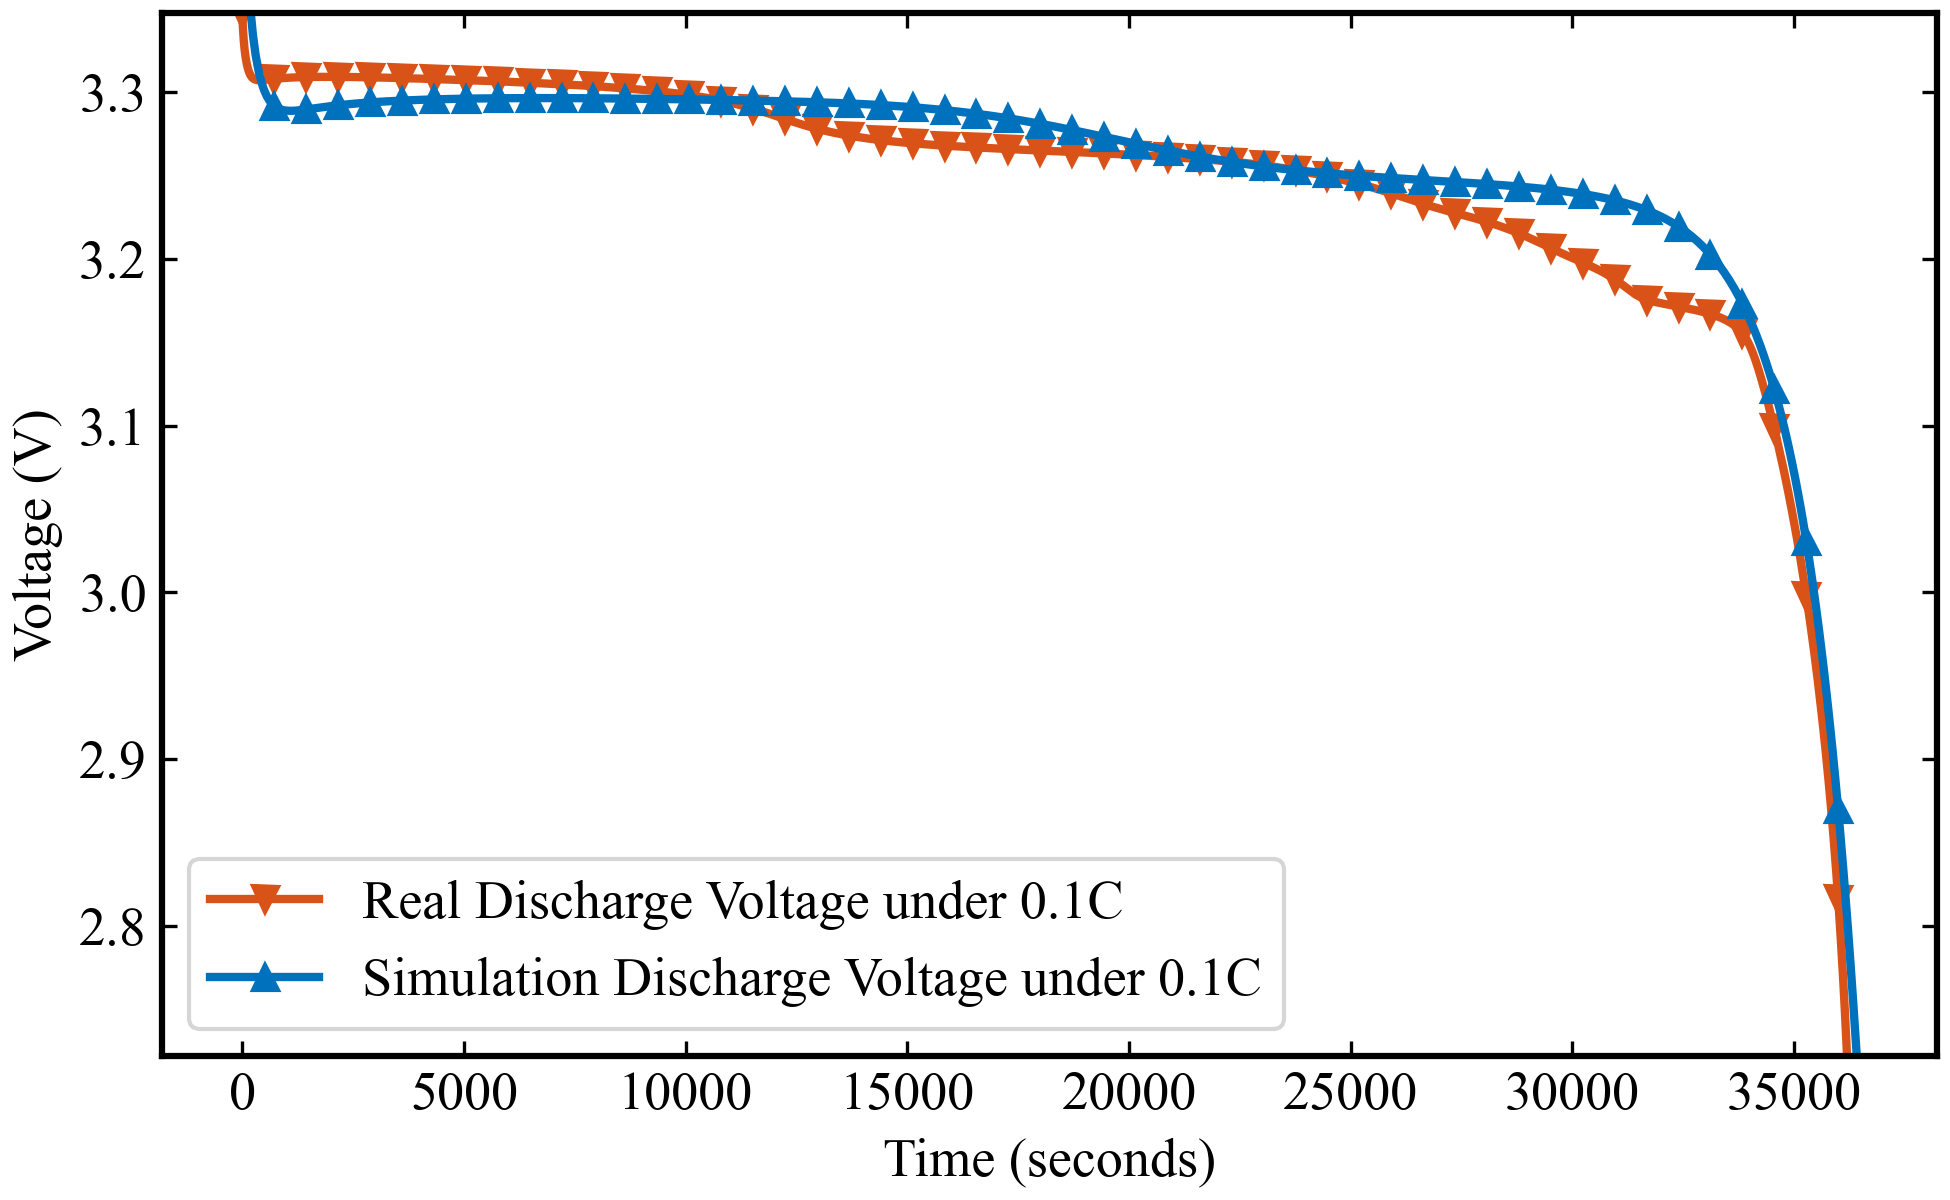 3.3
3.2
3.1
3.0
2.9
2.8
Voltage (V)
Real Discharge Voltage under 0.1C
Simulation Discharge Voltage under 0.1C
0 5000 10000 15000 20000 25000 30000 35000
Time (seconds)